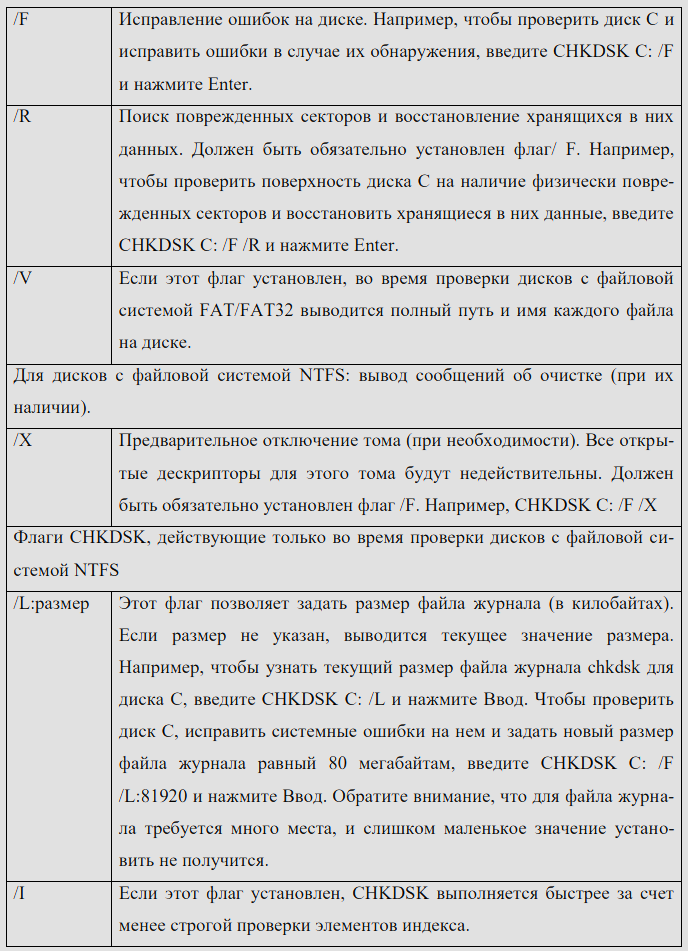 /F Исправление ошибок на диске. Например, чтобы проверить диск C и
исправить ошибки в случае их обнаружения, введите CHKDSK C: /F
и нажмите Enter.
/R Поиск поврежденных секторов и восстановление хранящихся в них
данных. Должен быть обязательно установлен флаг/ F. Например,
чтобы проверить поверхность диска C на наличие физически повре-
жденных секторов и восстановить хранящиеся в них данные, введите
CHKDSK C: /F /R и нажмите Enter.
/V Если этот флаг установлен, во время проверки дисков с файловой
системой FAT/FAT32 выводится полный путь и имя каждого файла
на диске.
Для дисков с файловой системой NTFS: вывод сообщений об очистке (при их
наличии).
/X Предварительное отключение тома (при необходимости). Все откры-
тые дескрипторы для этого тома будут недействительны. Должен
быть обязательно установлен флаг /F. Например, CHKDSK C: /F /X
Флаги CHKDSK, действующие только во время проверки дисков с файловой си-
стемой NTFS
/L:размер Этот флаг позволяет задать размер файла журнала (в килобайтах).
Если размер не указан, выводится текущее значение размера.
Например, чтобы узнать текущий размер файла журнала chkdsk для
диска C, введите CHKDSK C: /L и нажмите Ввод. Чтобы проверить
диск C, исправить системные ошибки на нем и задать новый размер
файла журнала равный 80 мегабайтам, введите CHKDSK C: /F
/L:81920 и нажмите Ввод. Обратите внимание, что для файла журна-
ла требуется много места, и слишком маленькое значение устано-
вить не получится.
/I Если этот флаг установлен, CHKDSK выполняется быстрее за счет
менее строгой проверки элементов индекса.